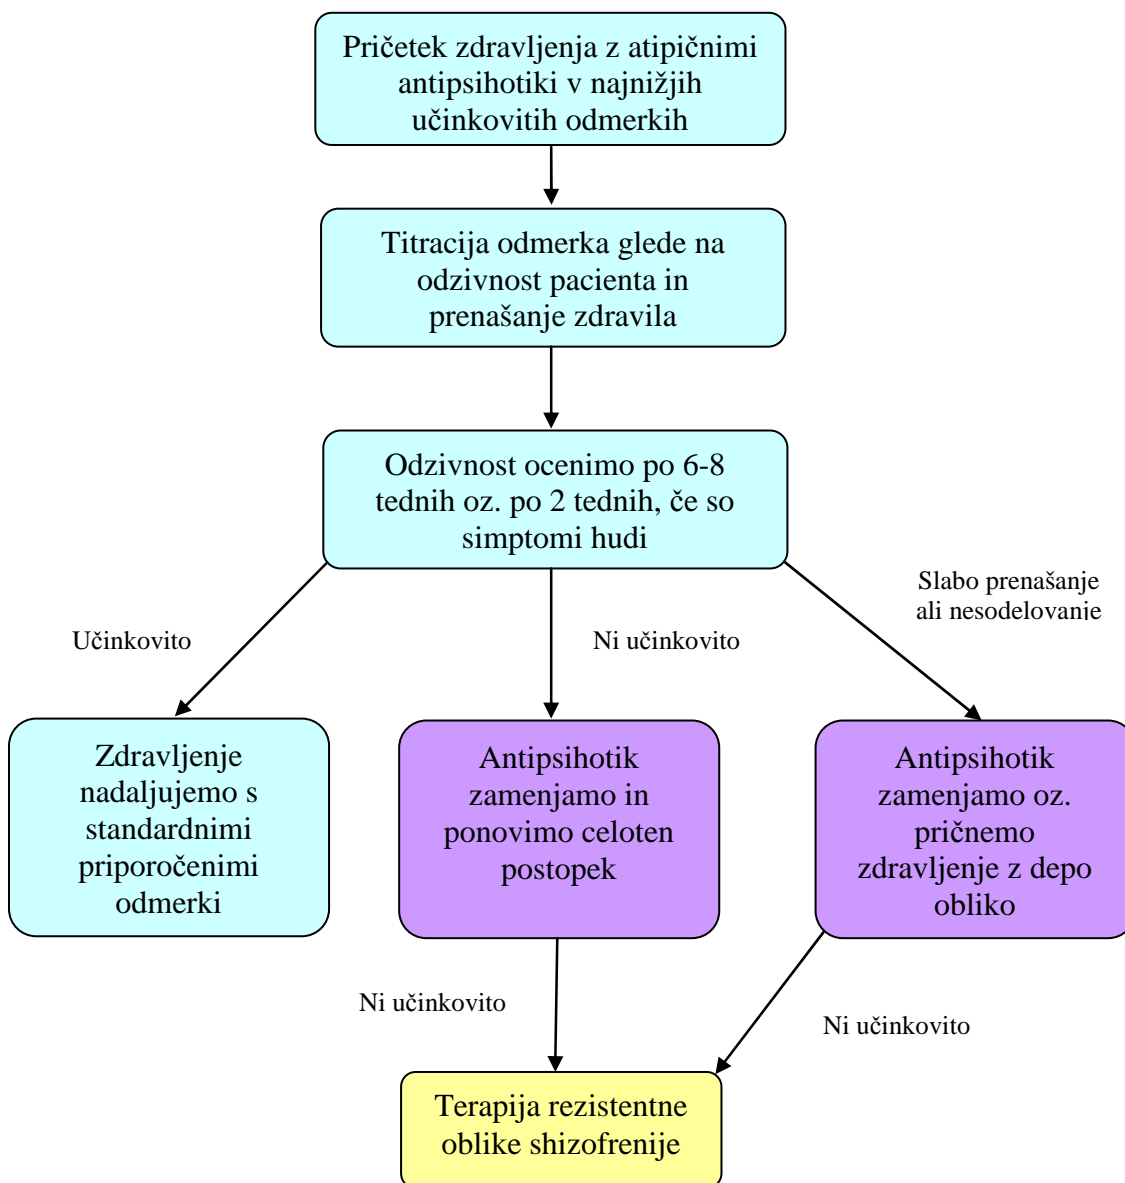 Pričetek zdravljenja z atipičnimi
antipsihotiki v najnižjih
učinkovitih odmerkih
Titracija odmerka glede na
odzivnost pacienta in
prenašanje zdravila
Odzivnost ocenimo po 6-8
tednih oz. po 2 tednih, če so
simptomi hudi
Slabo prenašanje
ali nesodelovanje
Učinkovito
Ni učinkovito
Zdravljenje
nadaljujemo s
standardnimi
priporočenimi
odmerki
Antipsihotik
zamenjamo in
ponovimo celoten
postopek
Antipsihotik
zamenjamo oz.
pričnemo
zdravljenje z depo
obliko
Ni učinkovito
Ni učinkovito
Terapija rezistentne
oblike shizofrenije